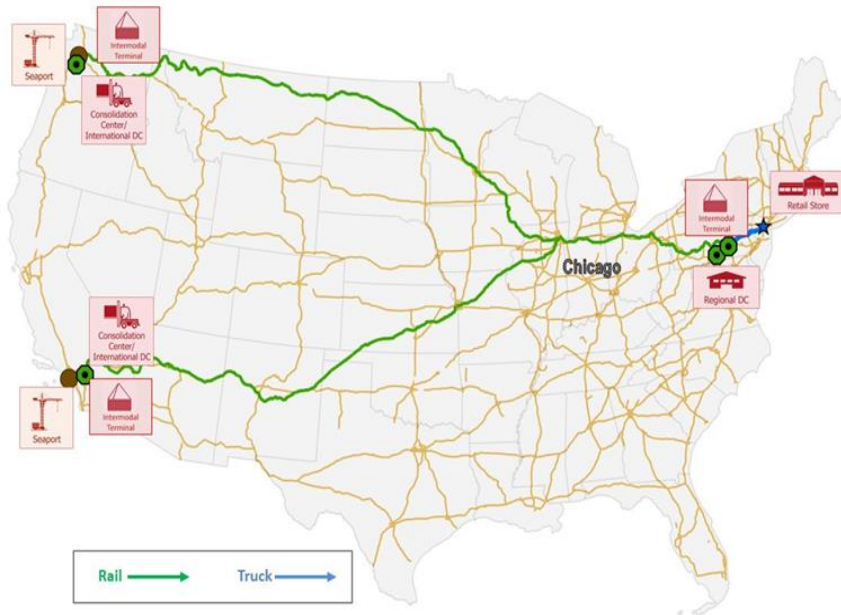 Seaport
Intermodal
Terminal
Consolidation
Center/
International DC
Retail Store
Intermodal
Terminal
Chicago
Regional DC
Consolidation
Center/
International DC
Seaport
Intermodal
Terminal
Rail
Truck